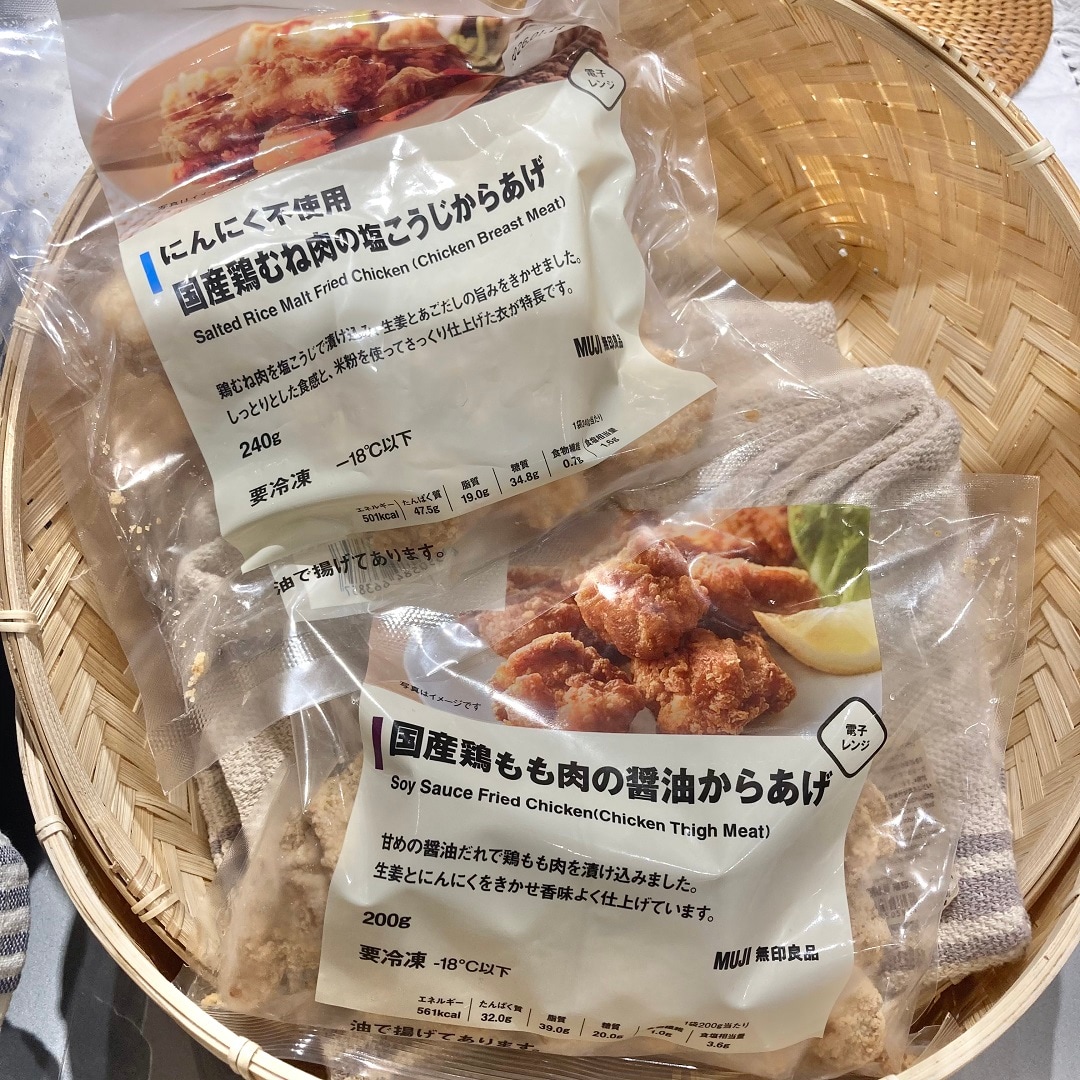 電子
レンジ
にんにく不使用
国産鶏むね肉の塩こうじからあげ
Salted Rice Malt Fried Chicken (Chicken Breast Meat)
鶏むね肉を塩こうじで漬け込み、生姜とあごだしの旨みをきかせました。
しっとりとした食感と、米粉を使ってさっくり仕上げた衣が特長です。
MUJI 無印良品
240g
要冷凍 -18℃以下
1袋240g当たり
エネルギー 501kcal
たんぱく質 47.5g
脂質 19.0g
糖質 34.8g
食物繊維 0.7g
食塩相当量 1.6g
油で揚げてあります。
写真はイメージです
電子
レンジ
国産鶏もも肉の醤油からあげ
Soy Sauce Fried Chicken(Chicken Thigh Meat)
甘めの醤油だれで鶏もも肉を漬け込みました。
生姜とにんにくをきかせ香味よく仕上げています。
200g
要冷凍 -18℃以下
MUJI 無印良品
1袋200g当たり
エネルギー 561kcal
たんぱく質 32.0g
脂質 39.0g
糖質 20.0g
1.0g
食塩相当量 3.6g
油で揚げてあります。